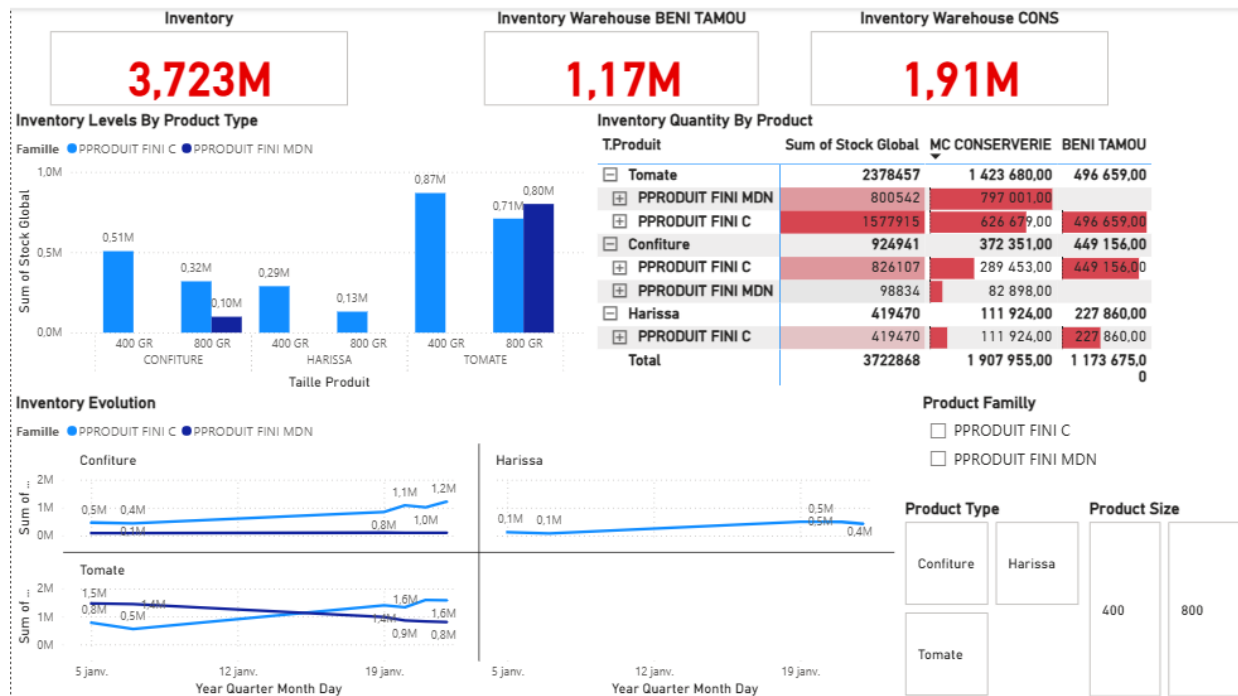 Inventory
Inventory Warehouse BENI TAMOU
Inventory Warehouse CONS
3,723M
1,17M
1,91M
Inventory Levels By Product Type
Famille PPRODUIT FINI C PPRODUIT FINI MDN
Sum of Stock Global
1,0M
0,5M
0,0M
0,51M
0,32M
0,10M
0,29M
0,13M
0,87M
0,71M
0,80M
400 GR 800 GR 400 GR 800 GR 400 GR 800 GR
CONFITURE HARISSA TOMATE
Taille Produit
Inventory Quantity By Product
T.Produit Sum of Stock Global MC CONSERVERIE BENI TAMOU
Tomate 2378457 1 423 680,00 496 659,00
PPRODUIT FINI MDN 800542 797 001,00
PPRODUIT FINI C 1577915 626 679,00 496 659,00
Confiture 924941 372 351,00 449 156,00
PPRODUIT FINI C 826107 289 453,00 449 156,00
PPRODUIT FINI MDN 98834 82 898,00
Harissa 419470 111 924,00 227 860,00
PPRODUIT FINI C 419470 111 924,00 227 860,00
Total 3722868 1 907 955,00 1 173 675,0
0
Inventory Evolution
Famille PPRODUIT FINI C PPRODUIT FINI MDN
Confiture
Sum of ...
2M
1M
0M
0,5M 0,4M 1,1M 1,2M
0,1M 0,8M 1,0M
Harissa
0,1M 0,1M 0,5M
0,5M
0,4M
Tomate
Sum of ...
2M
1M
0M
1,5M 1,4M 1,6M
0,8M 0,5M 1,4M 1,6M
0,9M 0,8M
5 janv. 12 janv. 19 janv.
Year Quarter Month Day
5 janv. 12 janv. 19 janv.
Year Quarter Month Day
Product Familly
PPRODUIT FINI C
PPRODUIT FINI MDN
Product Type
Confiture
Harissa
Tomate
Product Size
400
800